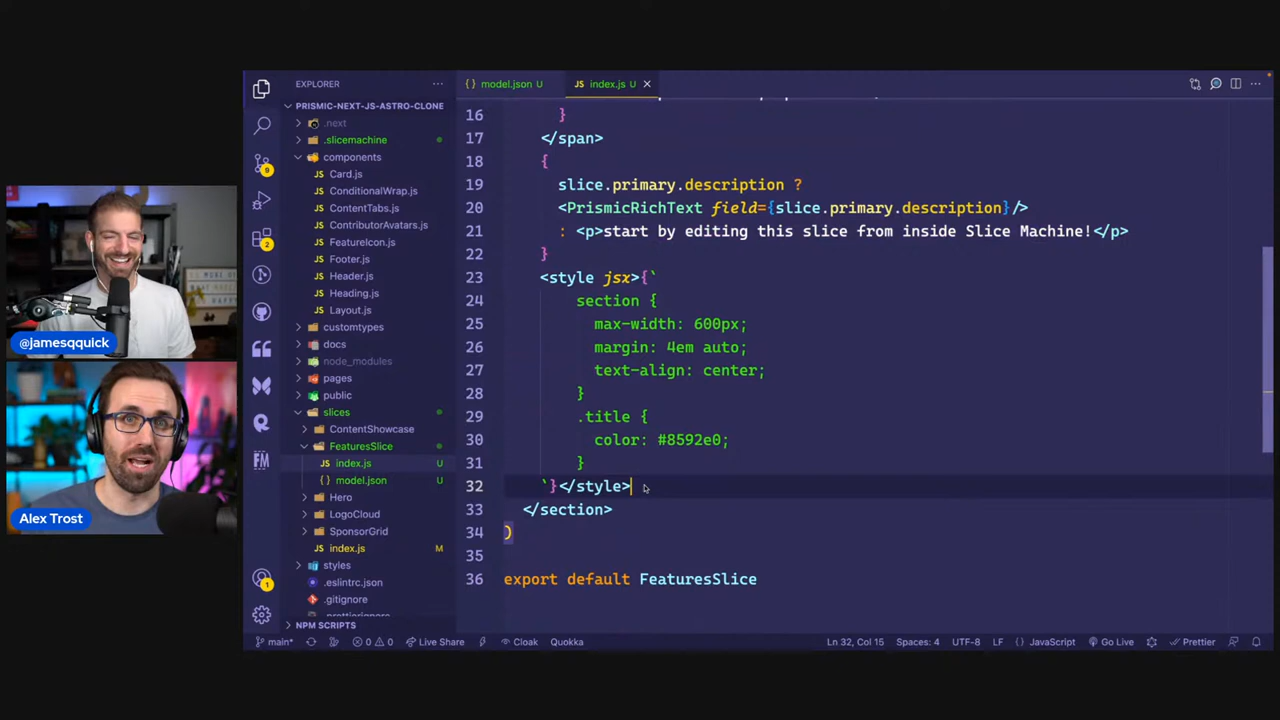 EXPLORER
PRISMIC-NEXT-JS-ASTRO-CLONE
.next
.slicemachine
components
Card.js
ConditionalWrap.js
ContentTabs.js
ContributorAvatars.js
FeatureIcon.js
Footer.js
Header.js
Heading.js
Layout.js
customtypes
docs
node_modules
pages
public
slices
ContentShowcase
FeaturesSlice
index.js U
model.json U
Hero
LogoCloud
SponsorGrid
index.js M
styles
.eslintrc.json
.gitignore
NPM SCRIPTS
9
2
1
FM
@jamesqquick
Alex Trost
model.json U
index.js U
16 }
17 </span>
18 {
19 slice.primary.description ?
20 <PrismicRichText field={slice.primary.description}/>
21 : <p>start by editing this slice from inside Slice Machine!</p>
22 }
23 <style jsx>{`
24 section {
25 max-width: 600px;
26 margin: 4em auto;
27 text-align: center;
28 }
29 .title {
30 color: #8592e0;
31 }
32 `}</style>
33 </section>
34 )
35
36 export default FeaturesSlice
main* 0 0 Live Share Cloak Quokka Ln 32, Col 15 Spaces: 4 UTF-8 LF {} JavaScript Go Live Prettier